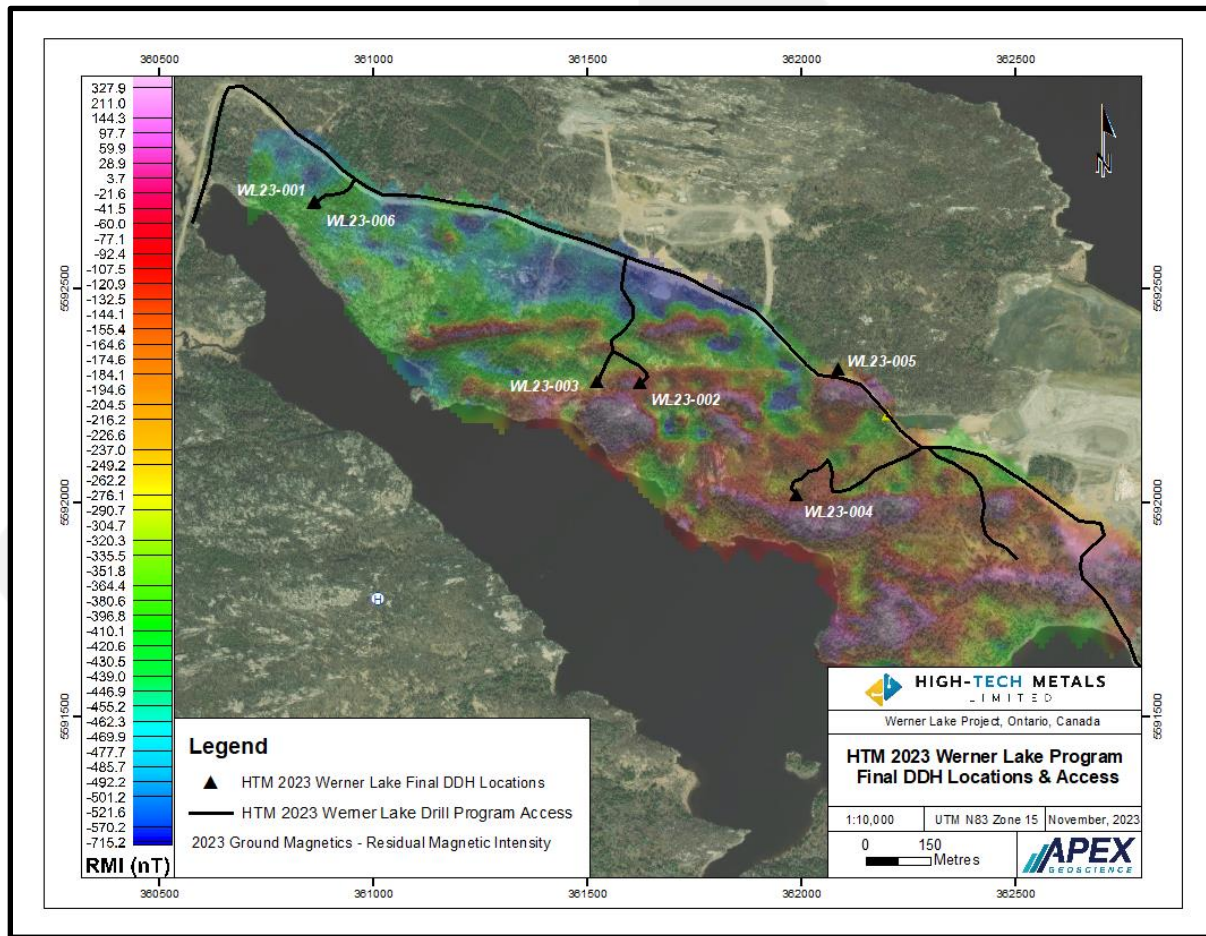 360500 361000 361500 362000 362500
327.9
211.0
144.3
97.7
59.9
28.9
3.7
-21.6
-41.5
-60.0
-77.1
-92.4
-107.5
-120.9
-132.5
-144.1
-155.4
-164.6
-174.6
-184.1
-194.6
-204.5
-216.2
-226.6
-237.0
-249.2
-276.1
-290.7
-304.7
-320.3
-335.5
-351.8
-364.4
-380.6
-396.8
-410.1
-420.6
-430.5
-439.0
-446.9
-455.2
-462.3
-469.9
-477.7
-485.7
-492.2
-501.2
-521.6
-570.2
-715.2
RMI (nT)
N
WL23-001
WL23-006
WL23-005
WL23-003
WL23-002
WL23-004
H
5592500
5592000
5591500
5592500
5592000
5591500
Legend
HTM 2023 Werner Lake Final DDH Locations
HTM 2023 Werner Lake Drill Program Access
2023 Ground Magnetics - Residual Magnetic Intensity
HIGH-TECH METALS
LIMITED
Werner Lake Project, Ontario, Canada
HTM 2023 Werner Lake Program
Final DDH Locations & Access
1:10,000 UTM N83 Zone 15 November, 2023
0 150
Metres
APEX
GEOSCIENCE
360500 361000 361500 362000 362500